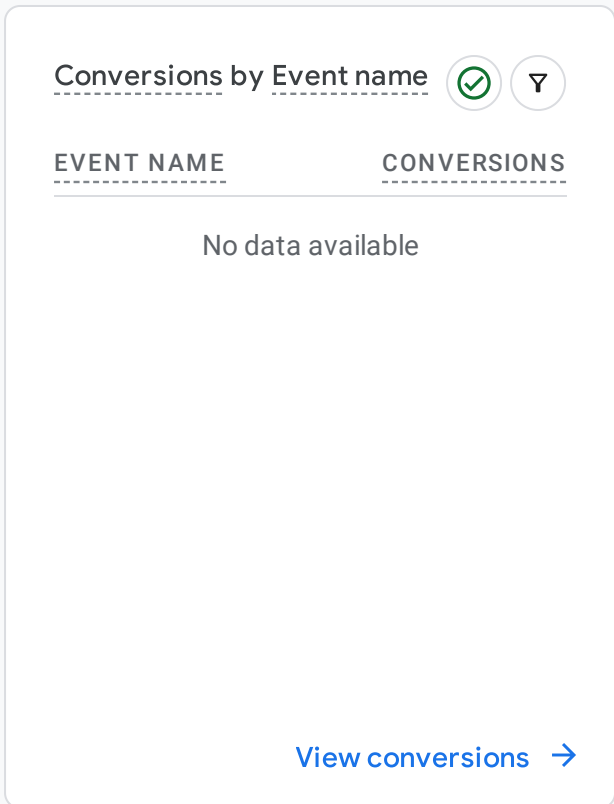 Conversions by Event name
EVENT NAME CONVERSIONS
No data available
View conversions